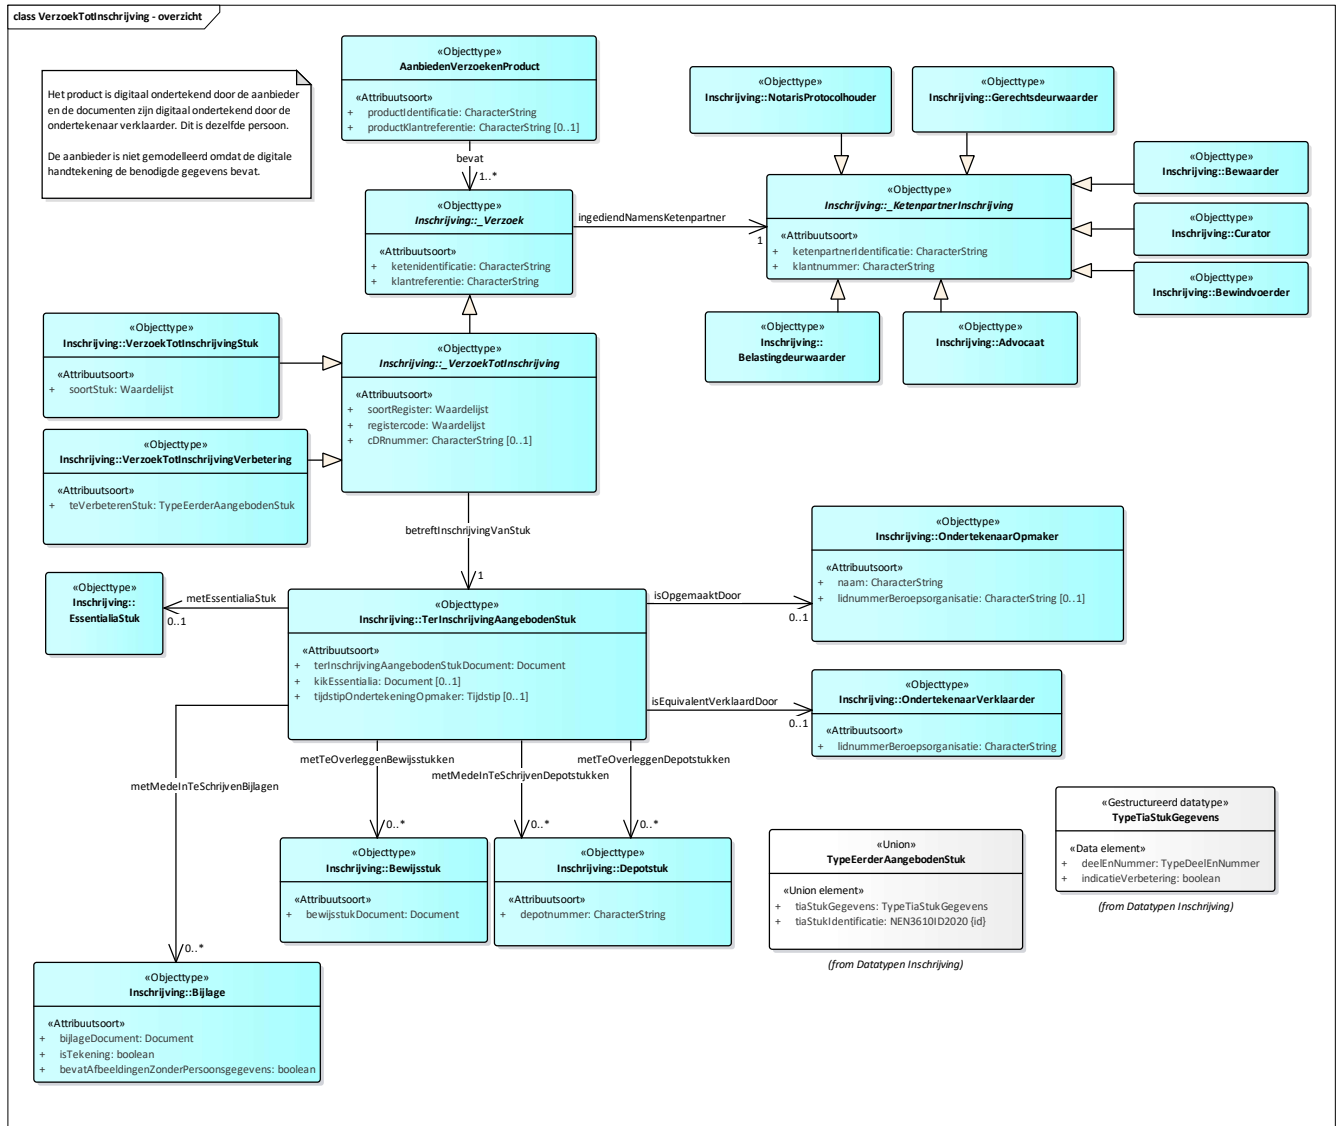 class VerzoekTotInschrijving - overzicht
Het product is digitaal ondertekend door de aanbieder
en de documenten zijn digitaal ondertekend door de
ondertekenaar verklaarder. Dit is dezelfde persoon.
De aanbieder is niet gemodelleerd omdat de digitale
handtekening de benodigde gegevens bevat.
«Objecttype»
AanbiedenVerzoekenProduct
«Attribuutsoort»
+ productIdentificatie: CharacterString
+ productKlantreferentie: CharacterString [0..1]
bevat
1..*
«Objecttype»
Inschrijving::NotarisProtocolhouder
«Objecttype»
Inschrijving::Gerechtsdeurwaarder
«Objecttype»
Inschrijving::Bewaarder
«Objecttype»
Inschrijving::_Verzoek
«Attribuutsoort»
+ ketenidentificatie: CharacterString
+ klantreferentie: CharacterString
ingediendNamensKetenpartner
1
«Objecttype»
Inschrijving::_KetenpartnerInschrijving
«Attribuutsoort»
+ ketenpartnerIdentificatie: CharacterString
+ klantnummer: CharacterString
«Objecttype»
Inschrijving::Curator
«Objecttype»
Inschrijving::Bewindvoerder
«Objecttype»
Inschrijving::
Belastingdeurwaarder
«Objecttype»
Inschrijving::Advocaat
«Objecttype»
Inschrijving::VerzoekTotInschrijvingStuk
«Attribuutsoort»
+ soortStuk: Waardelijst
«Objecttype»
Inschrijving::_VerzoekTotInschrijving
«Attribuutsoort»
+ soortRegister: Waardelijst
+ registercode: Waardelijst
+ cDRnummer: CharacterString [0..1]
«Objecttype»
Inschrijving::VerzoekTotInschrijvingVerbetering
«Attribuutsoort»
+ teVerbeterenStuk: TypeEerderAangebodenStuk
betreftInschrijvingVanStuk
1
«Objecttype»
Inschrijving::OndertekenaarOpmaker
«Attribuutsoort»
+ naam: CharacterString
+ lidnummerBeroepsorganisatie: CharacterString [0..1]
«Objecttype»
Inschrijving::
EssentialiaStuk
metEssentialiaStuk
0..1
«Objecttype»
Inschrijving::TerInschrijvingAangebodenStuk
«Attribuutsoort»
+ terInschrijvingAangebodenStukDocument: Document
+ kikEssentialia: Document [0..1]
+ tijdstipOndertekeningOpmaker: Tijdstip [0..1]
isOpgemaaktDoor
0..1
isEquivalentVerklaardDoor
0..1
«Objecttype»
Inschrijving::OndertekenaarVerklaarder
«Attribuutsoort»
+ lidnummerBeroepsorganisatie: CharacterString
metTeOverleggenBewijsstukken
0..*
metMedeInTeSchrijvenDepotstukken
0..*
metTeOverleggenDepotstukken
0..*
metMedeInTeSchrijvenBijlagen
0..*
«Objecttype»
Inschrijving::Bewijsstuk
«Attribuutsoort»
+ bewijsstukDocument: Document
«Objecttype»
Inschrijving::Depotstuk
«Attribuutsoort»
+ depotnummer: CharacterString
«Union»
TypeEerderAangebodenStuk
«Union element»
+ tiaStukGegevens: TypeTiaStukGegevens
+ tiaStukIdentificatie: NEN3610ID2020 {id}
(from Datatypen Inschrijving)
«Gestructureerd datatype»
TypeTiaStukGegevens
«Data element»
+ deelEnNummer: TypeDeelEnNummer
+ indicatieVerbetering: boolean
(from Datatypen Inschrijving)
«Objecttype»
Inschrijving::Bijlage
«Attribuutsoort»
+ bijlageDocument: Document
+ isTekening: boolean
+ bevatAfbeeldingenZonderPersoonsgegevens: boolean